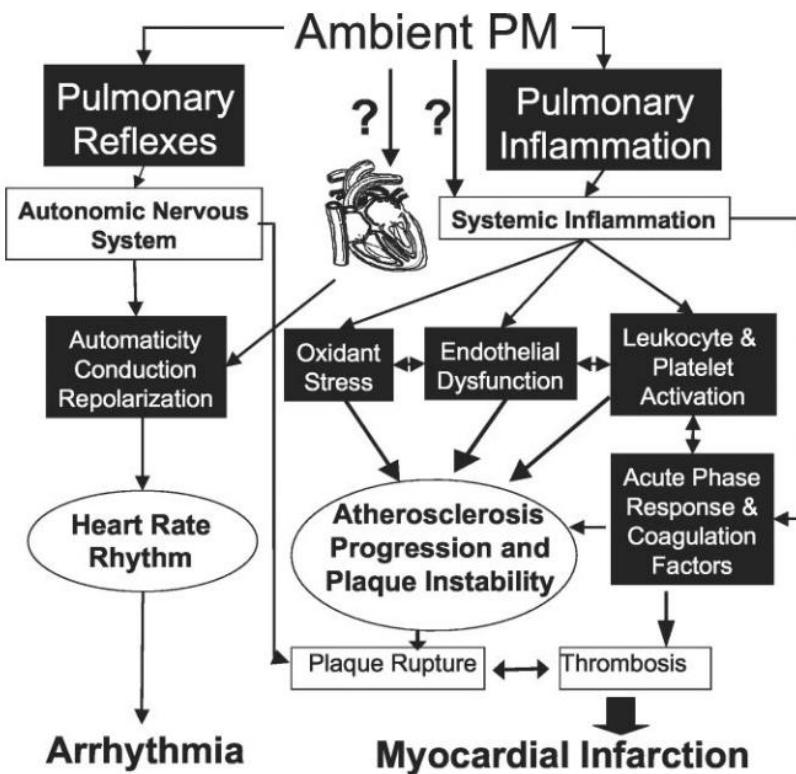 Ambient PM
Pulmonary
Reflexes
?
?
Pulmonary
Inflammation
Autonomic Nervous
System
Systemic Inflammation
Automaticity
Conduction
Repolarization
Oxidant
Stress
Endothelial
Dysfunction
Leukocyte &
Platelet
Activation
Heart Rate
Rhythm
Atherosclerosis
Progression and
Plaque Instability
Acute Phase
Response &
Coagulation
Factors
Plaque Rupture
Thrombosis
Arrhythmia
Myocardial Infarction